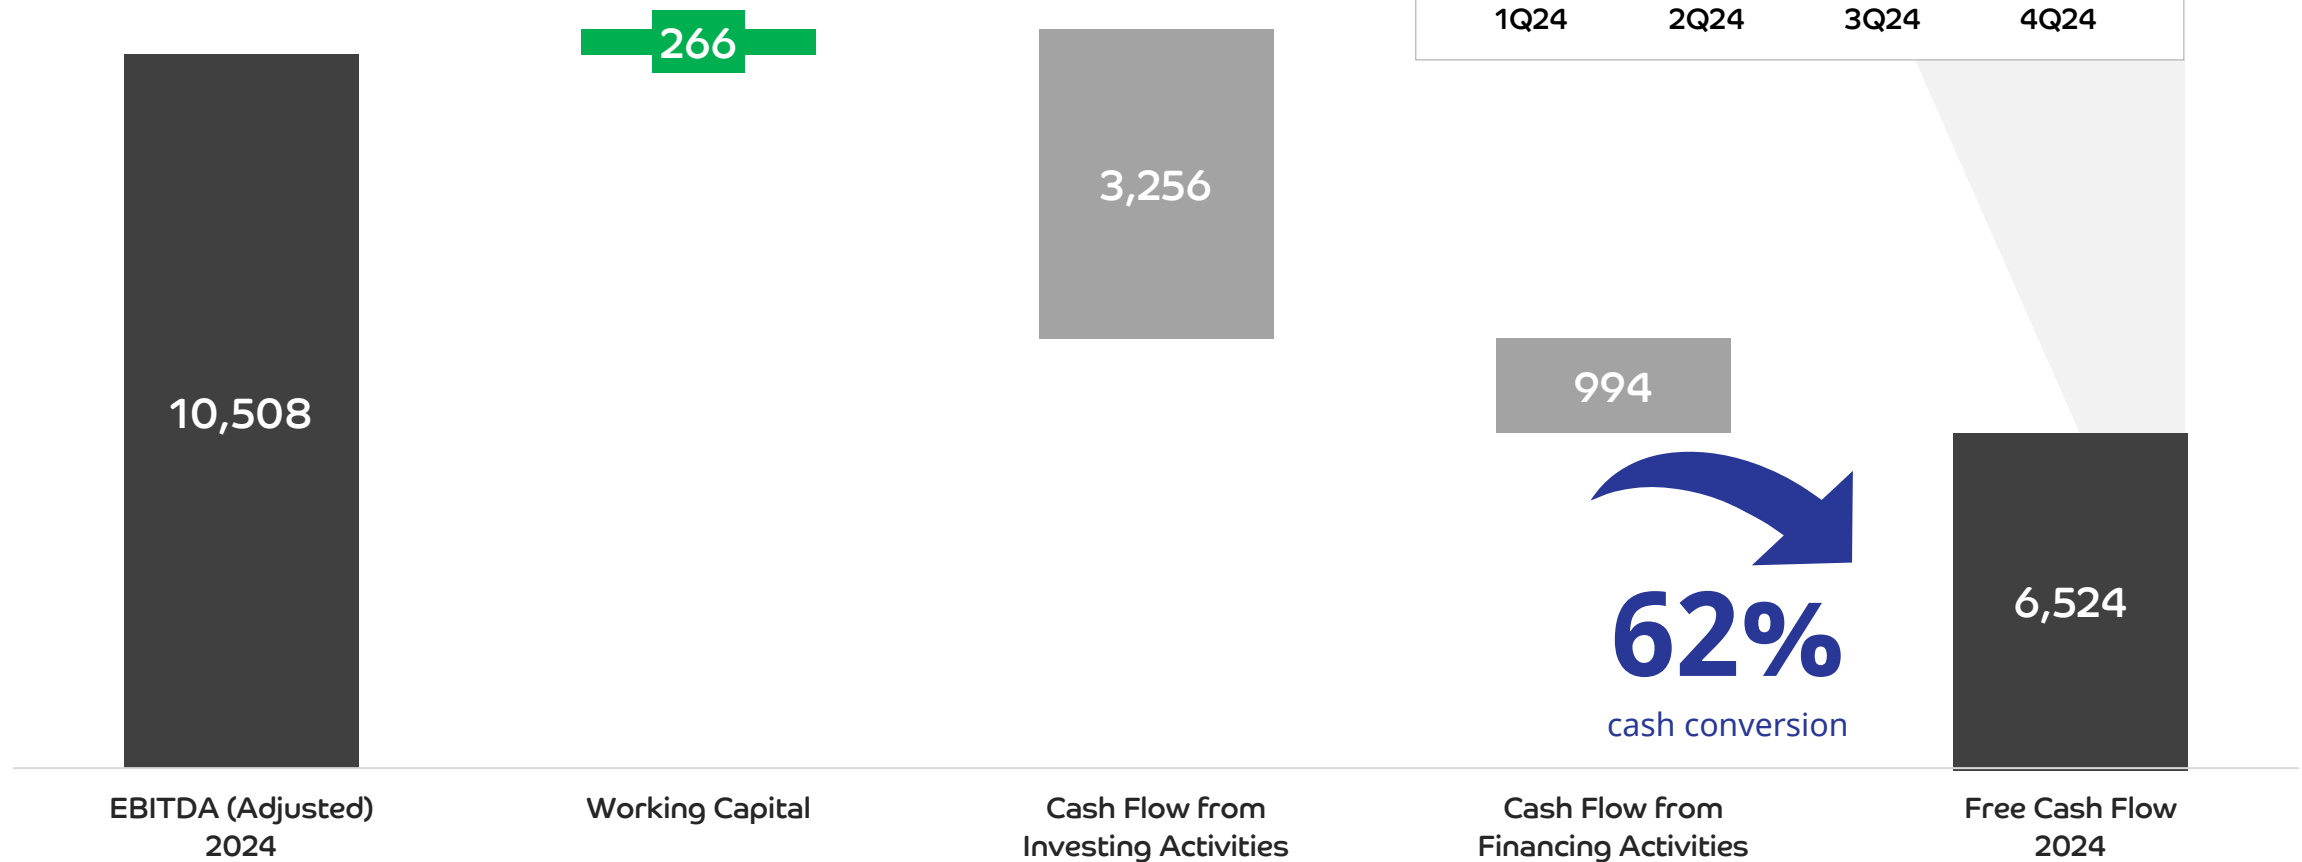 1Q24 2Q24 3Q24 4Q24
266
3,256
994
10,508
62%
6,524
cash conversion
EBITDA (Adjusted)
2024
Working Capital
Cash Flow from
Investing Activities
Cash Flow from
Financing Activities
Free Cash Flow
2024